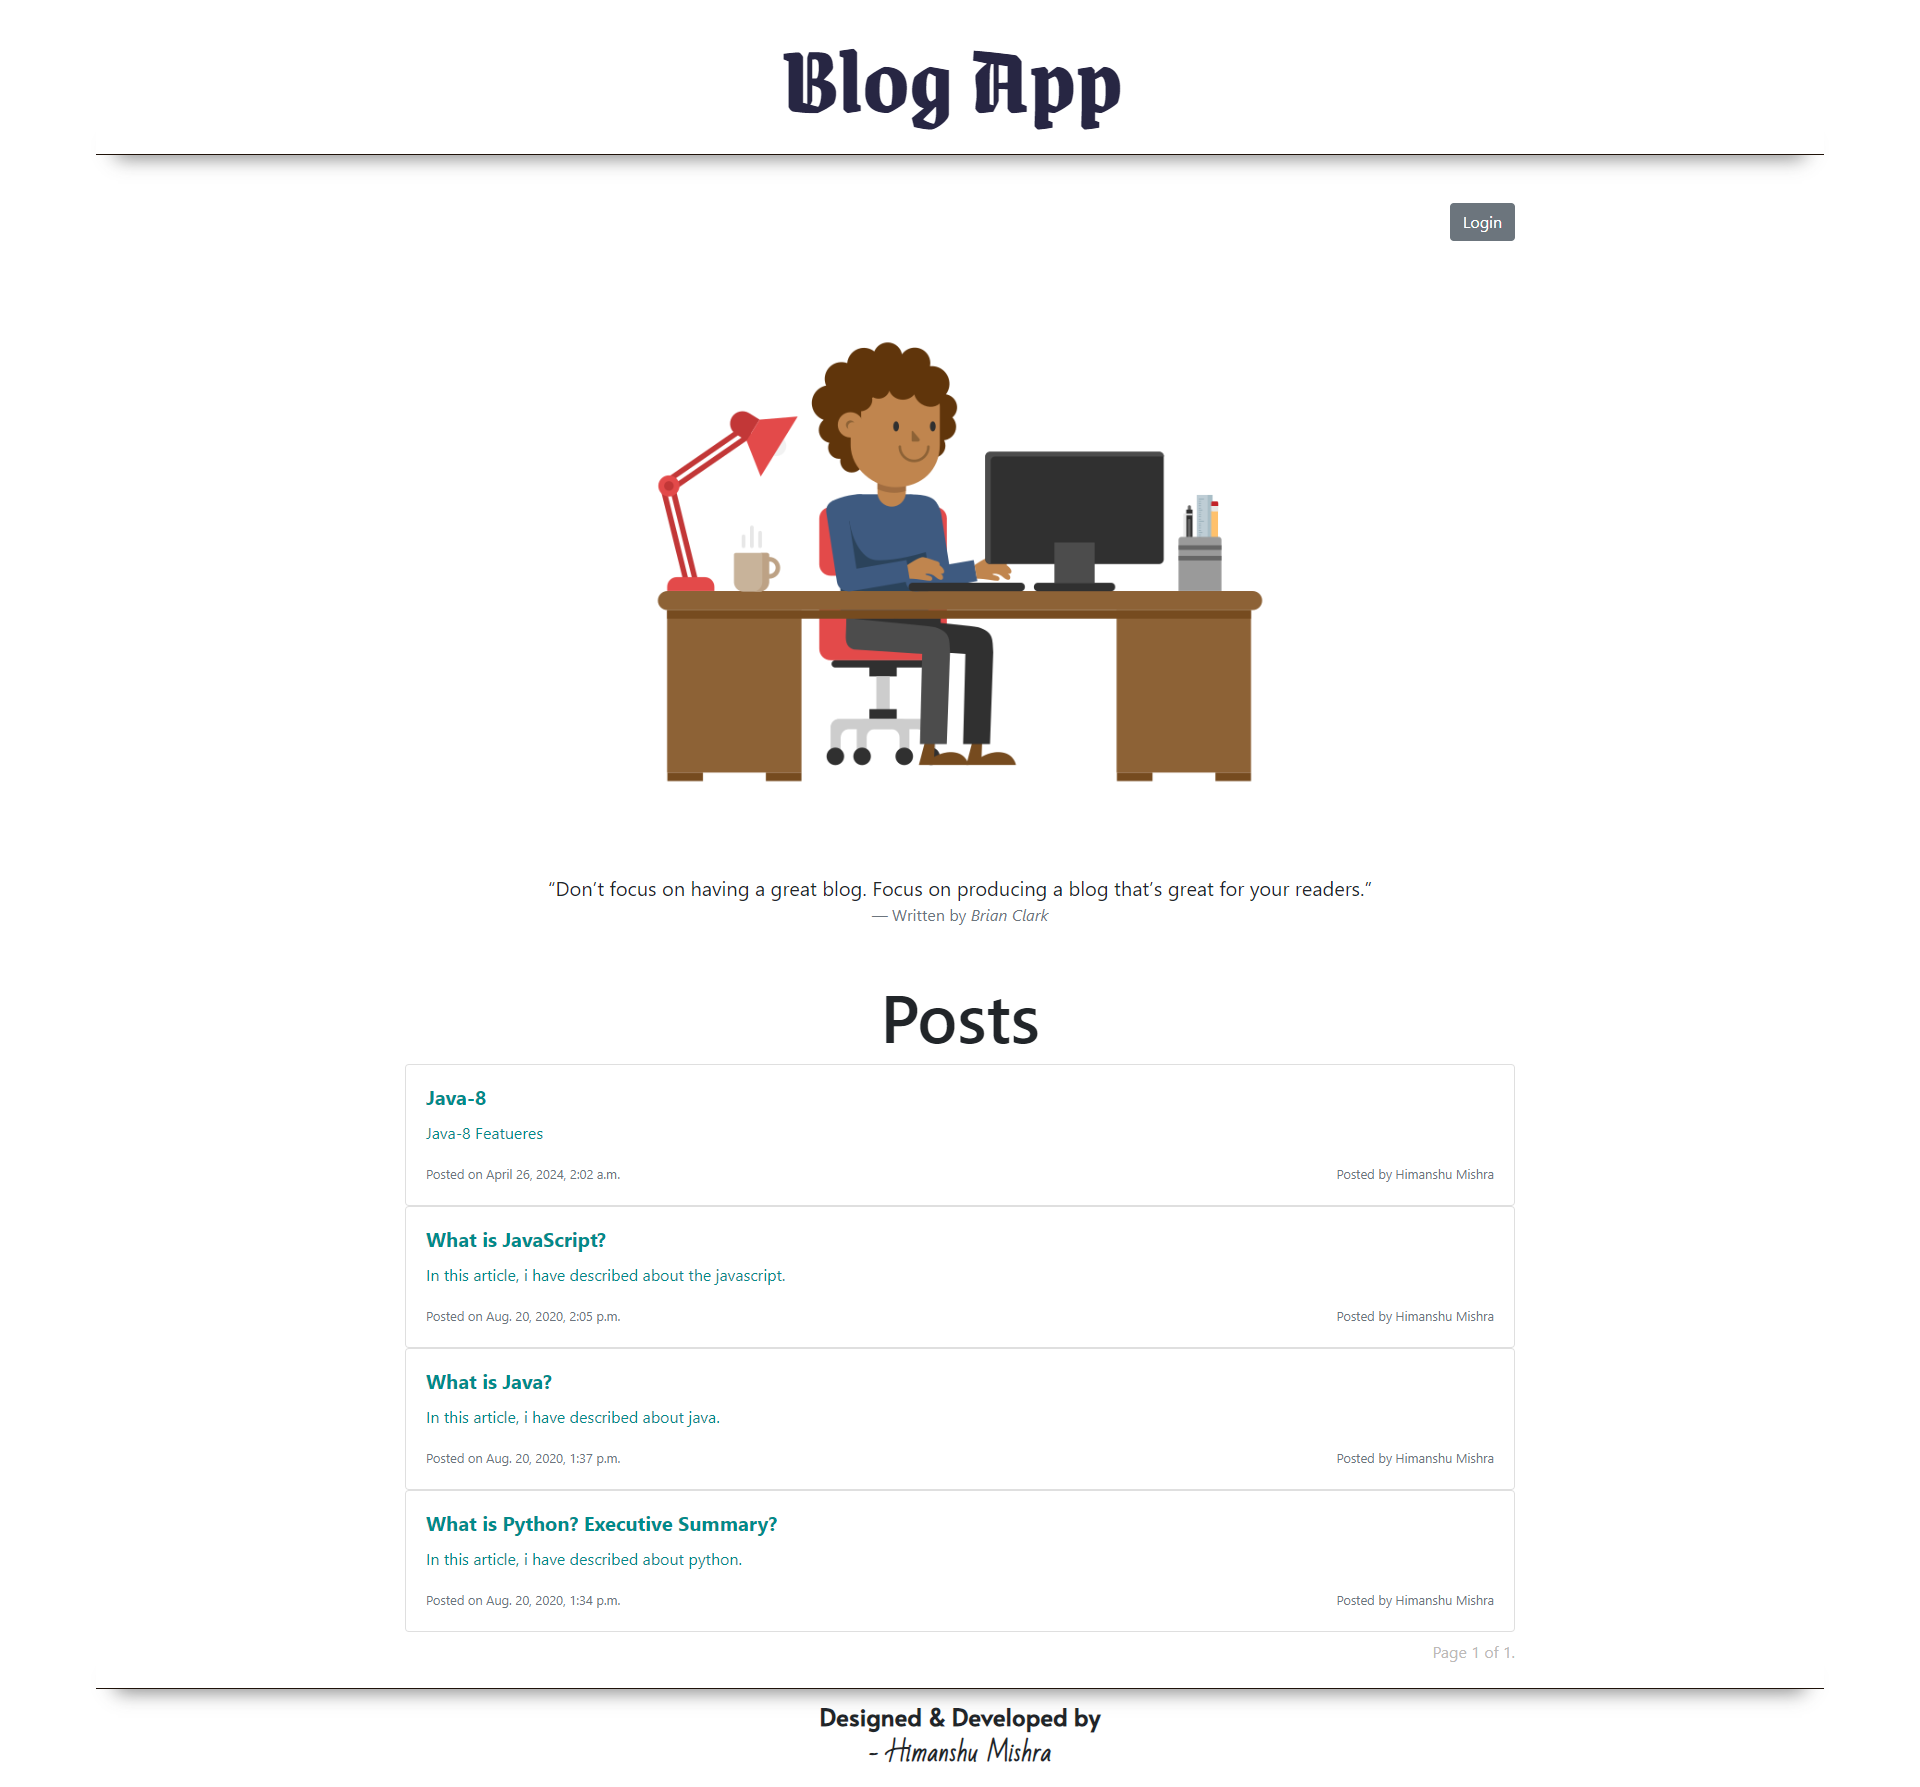 Blog App
Login
“Don’t focus on having a great blog. Focus on producing a blog that’s great for your readers.”
— Written by Brian Clark
Posts
Java-8
Java-8 Featueres
Posted on April 26, 2024, 2:02 a.m. Posted by Himanshu Mishra
What is JavaScript?
In this article, i have described about the javascript.
Posted on Aug. 20, 2020, 2:05 p.m. Posted by Himanshu Mishra
What is Java?
In this article, i have described about java.
Posted on Aug. 20, 2020, 1:37 p.m. Posted by Himanshu Mishra
What is Python? Executive Summary?
In this article, i have described about python.
Posted on Aug. 20, 2020, 1:34 p.m. Posted by Himanshu Mishra
Page 1 of 1.
Designed & Developed by
- Himanshu Mishra